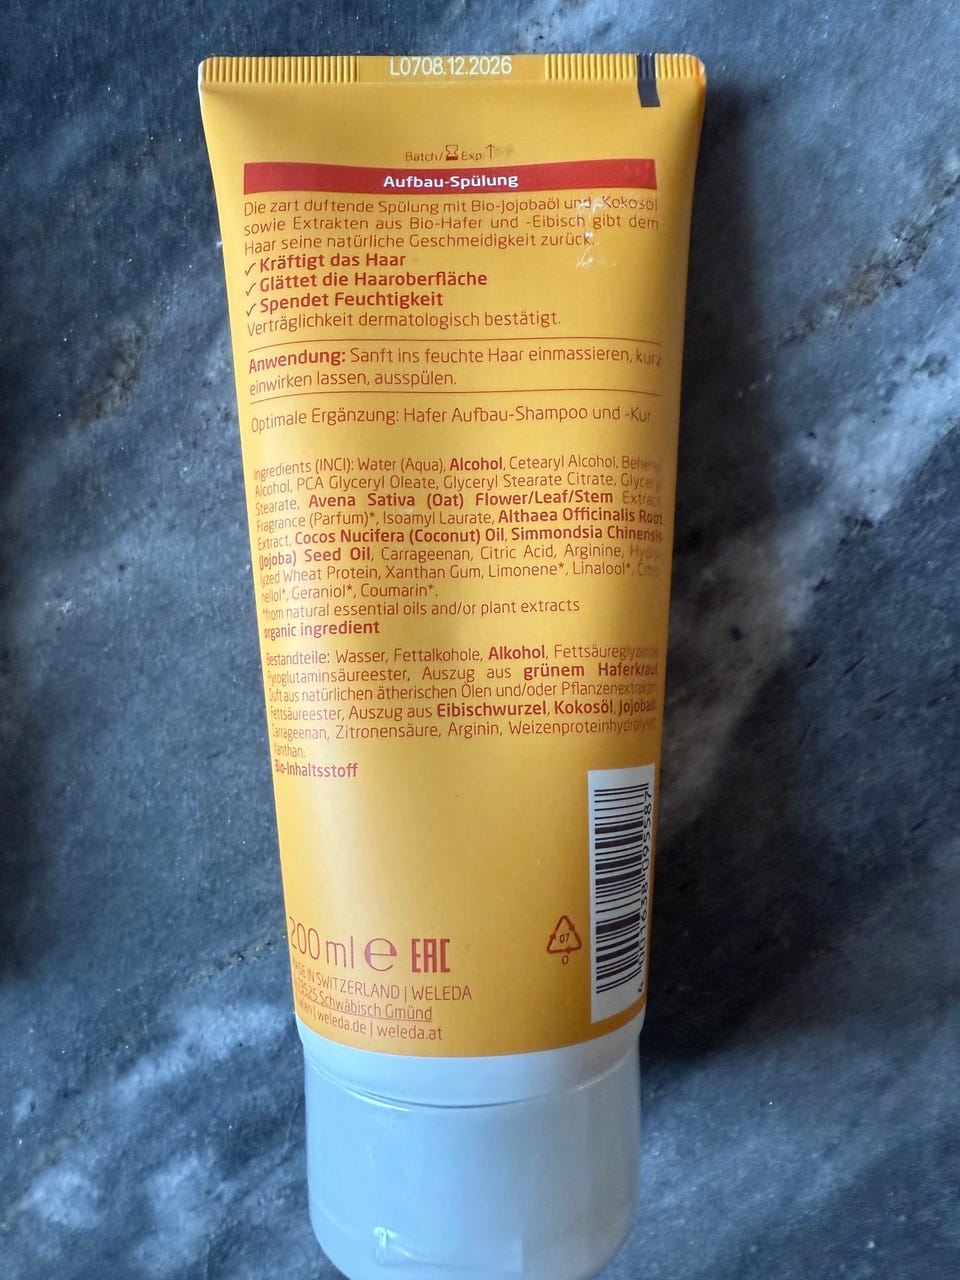 L0708.12.2026
Batch/ Exp.
Aufbau-Spülung
Die zart duftende Spülung mit Bio-Jojobaöl und Kokosöl
sowie Extrakten aus Bio-Hafer und -Eibisch gibt dem
Haar seine natürliche Geschmeidigkeit zurück.
✓ Kräftigt das Haar
✓ Glättet die Haaroberfläche
✓ Spendet Feuchtigkeit
Verträglichkeit dermatologisch bestätigt.
Anwendung: Sanft ins feuchte Haar einmassieren, kurz
einwirken lassen, ausspülen.
Optimale Ergänzung: Hafer Aufbau-Shampoo und -Kur
Ingredients (INCI): Water (Aqua), Alcohol, Cetearyl Alcohol,
Alcohol, PCA Glyceryl Oleate, Glyceryl Stearate Citrate, Glyceryl
Stearate, Avena Sativa (Oat) Flower/Leaf/Stem Extract,
Fragrance (Parfum)*, Isoamyl Laurate, Althaea Officinalis Root
Extract, Cocos Nucifera (Coconut) Oil, Simmondsia Chinensis
(Jojoba) Seed Oil, Carrageenan, Citric Acid, Arginine, Hydro-
lyzed Wheat Protein, Xanthan Gum, Limonene*, Linalool*,
nellol*, Geraniol*, Coumarin*.
*from natural essential oils and/or plant extracts
organic ingredient
Bestandteile: Wasser, Fettalkohole, Alkohol,
Pyroglutaminsäureester, Auszug aus grünem Haferkraut
Duft aus natürlichen ätherischen Ölen und/oder Pflanzenextrakten
Fettsäureester, Auszug aus Eibischwurzel, Kokosöl,
Carrageenan, Zitronensäure, Arginin, Weizenproteinhydrolysat,
Xanthan.
Bio-Inhaltsstoff
200 ml ℮ EAC
MADE IN SWITZERLAND | WELEDA
73525 Schwäbisch Gmünd
Wien | weleda.de | weleda.at
07
O
4001638095587